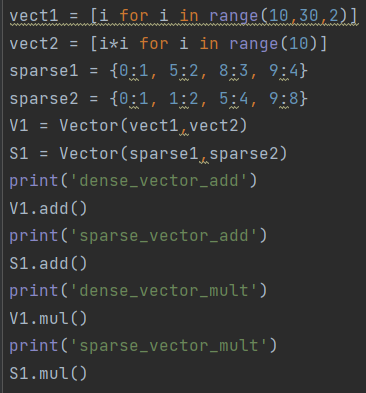 vect1 = [i for i in range(10,30,2)]
vect2 = [i*i for i in range(10)]
sparse1 = {0:1, 5:2, 8:3, 9:4}
sparse2 = {0:1, 1:2, 5:4, 9:8}
V1 = Vector(vect1,vect2)
S1 = Vector(sparse1,sparse2)
print('dense_vector_add')
V1.add()
print('sparse_vector_add')
S1.add()
print('dense_vector_mult')
V1.mul()
print('sparse_vector_mult')
S1.mul()